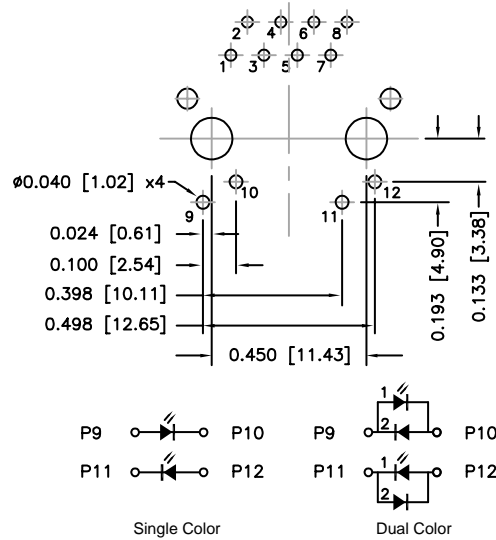 2 4 6 8
1 3 5 7
ø0.040 [1.02] x4
10
12
9
11
0.024 [0.61]
0.100 [2.54]
0.398 [10.11]
0.498 [12.65]
0.450 [11.43]
0.193 [4.90]
0.133 [3.38]
P9 P10
P11 P12
Single Color
1
P9 2 P10
P11 1 P12
2
Dual Color